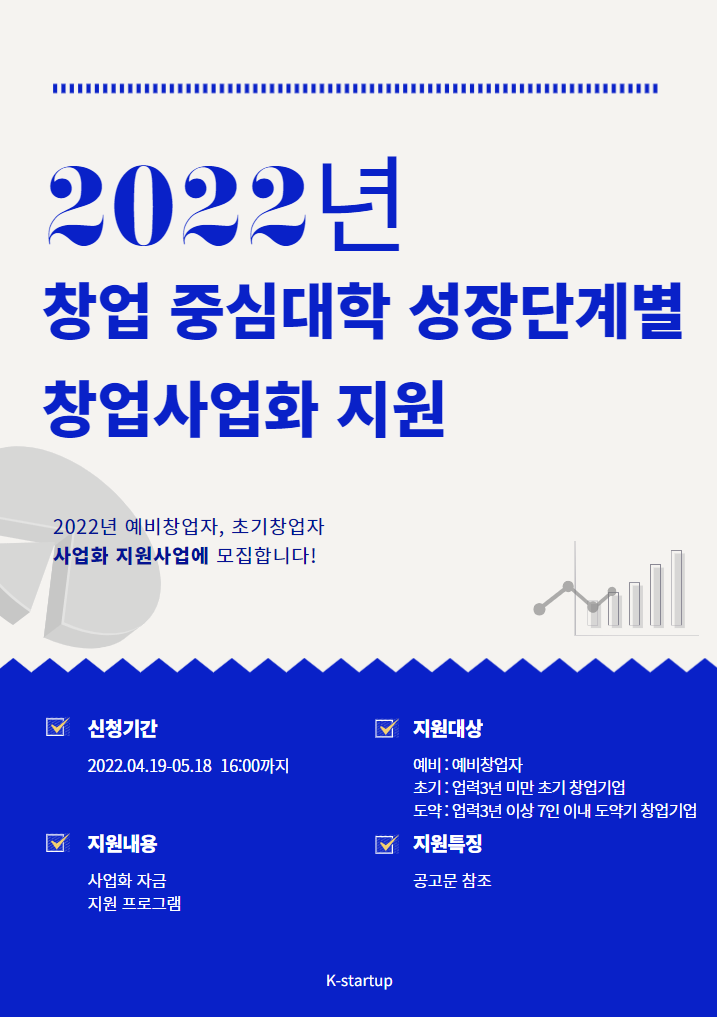 2022년
창업 중심대학 성장단계별
창업사업화 지원
2022년 예비창업자, 초기창업자
사업화 지원사업에 모집합니다!
신청기간
2022.04.19-05.18 16:00까지
지원대상
예비 : 예비창업자
초기 : 업력3년 미만 초기 창업기업
도약 : 업력3년 이상 7인 이내 도약기 창업기업
지원내용
사업화 자금
지원 프로그램
지원특징
공고문 참조
K-startup